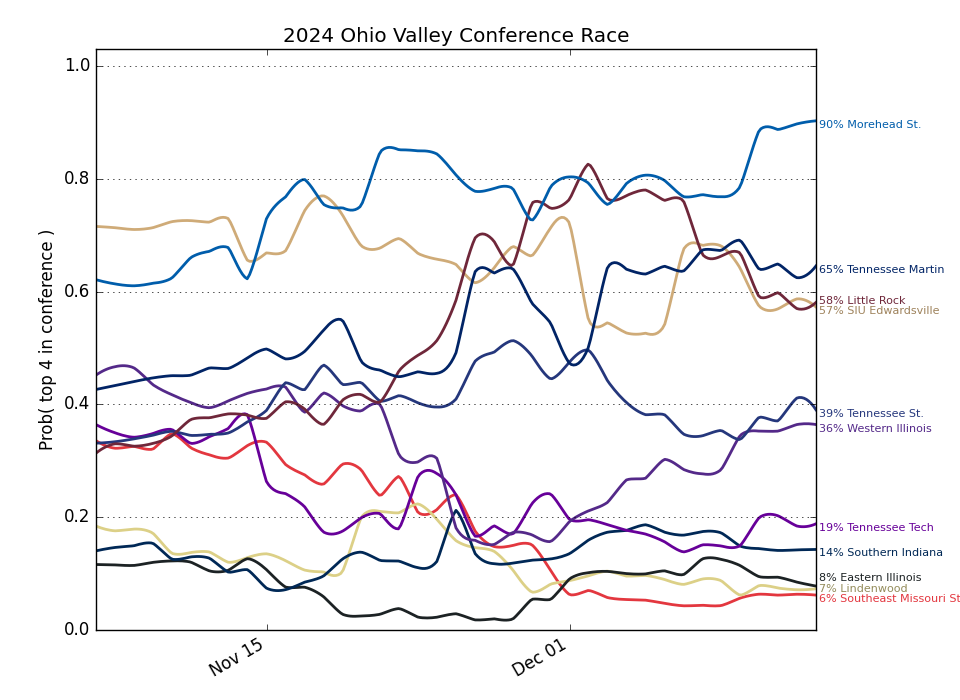 2024 Ohio Valley Conference Race
Prob( top 4 in conference )
1.0
0.8
0.6
0.4
0.2
0.0
Nov 15
Dec 01
90% Morehead St.
65% Tennessee Martin
58% Little Rock
57% SIU Edwardsville
39% Tennessee St.
36% Western Illinois
19% Tennessee Tech
14% Southern Indiana
8% Eastern Illinois
7% Lindenwood
6% Southeast Missouri St